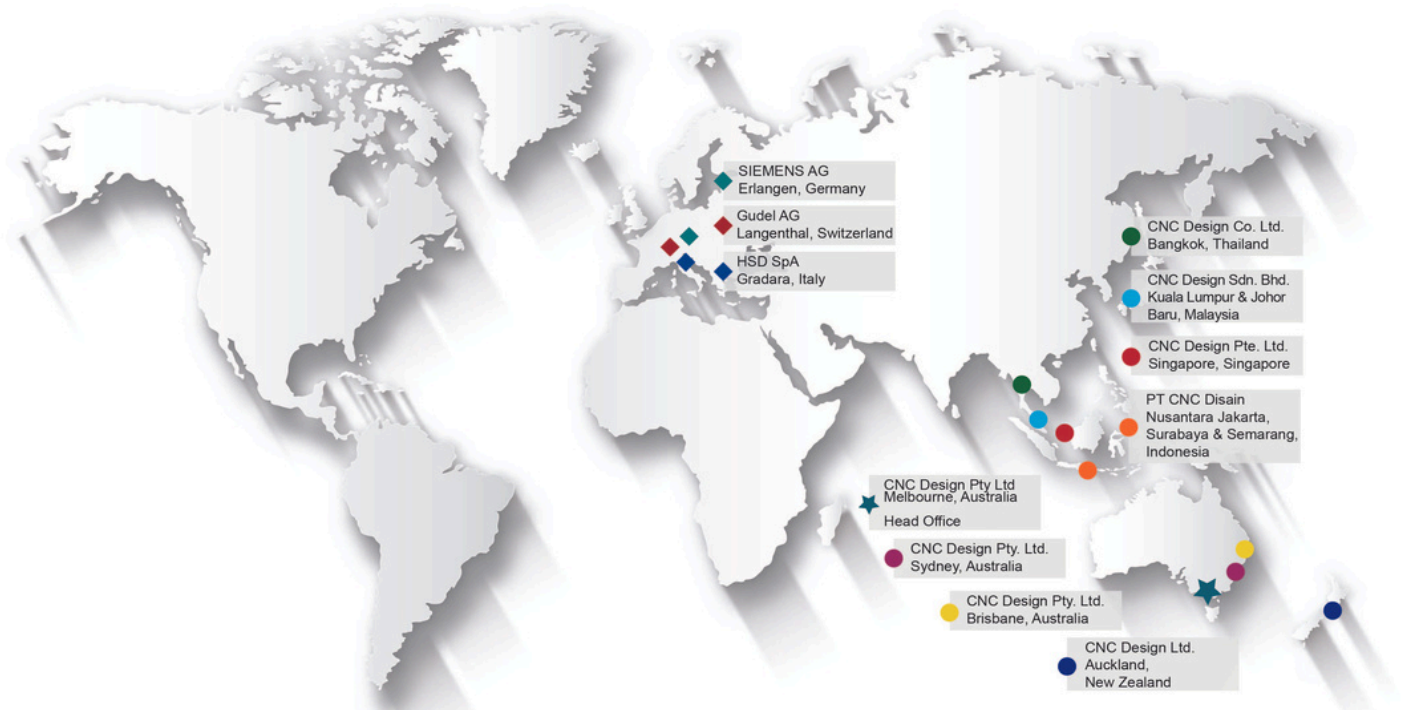 SIEMENS AG
Erlangen, Germany
Gudel AG
Langenthal, Switzerland
HSD SpA
Gradara, Italy
CNC Design Co. Ltd.
Bangkok, Thailand
CNC Design Sdn. Bhd.
Kuala Lumpur & Johor
Baru, Malaysia
CNC Design Pte. Ltd.
Singapore, Singapore
PT CNC Disain
Nusantara Jakarta,
Surabaya & Semarang,
Indonesia
CNC Design Pty Ltd
Melbourne, Australia
Head Office
CNC Design Pty. Ltd.
Sydney, Australia
CNC Design Pty. Ltd.
Brisbane, Australia
CNC Design Ltd.
Auckland,
New Zealand